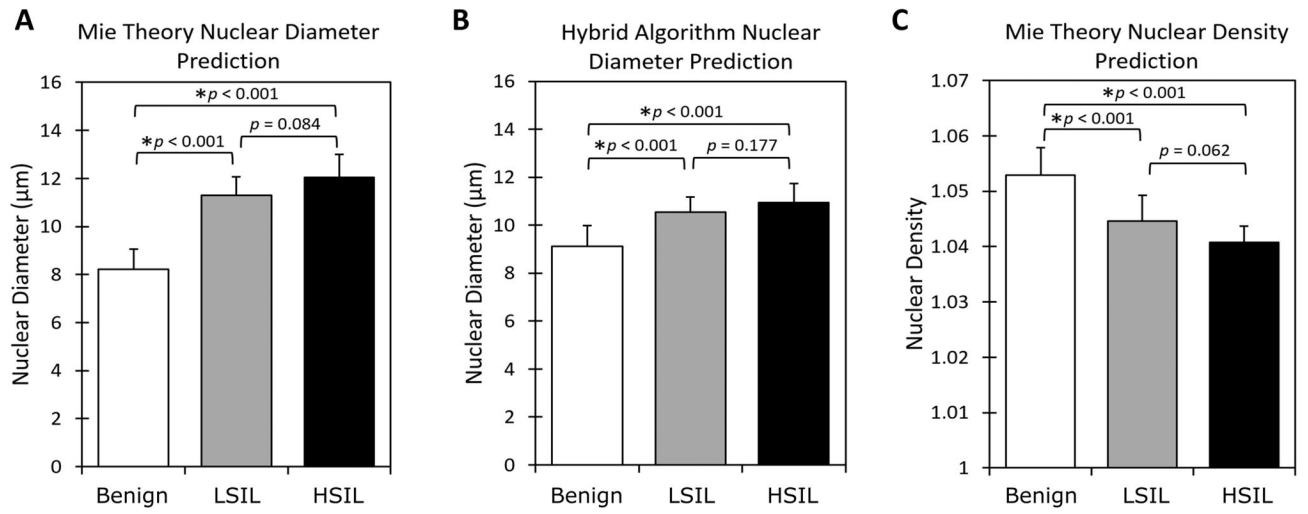 A
Mie Theory Nuclear Diameter
Prediction
Nuclear Diameter (µm)
16
14
12
10
8
6
4
2
0
*p < 0.001
p = 0.084
*p < 0.001
Benign
LSIL
HSIL
B
Hybrid Algorithm Nuclear
Diameter Prediction
Nuclear Diameter (µm)
16
14
12
10
8
6
4
2
0
*p < 0.001
*p < 0.001
p = 0.177
Benign
LSIL
HSIL
C
Mie Theory Nuclear Density
Prediction
Nuclear Density
1.07
1.06
1.05
1.04
1.03
1.02
1.01
1
*p < 0.001
*p < 0.001
p = 0.062
Benign
LSIL
HSIL